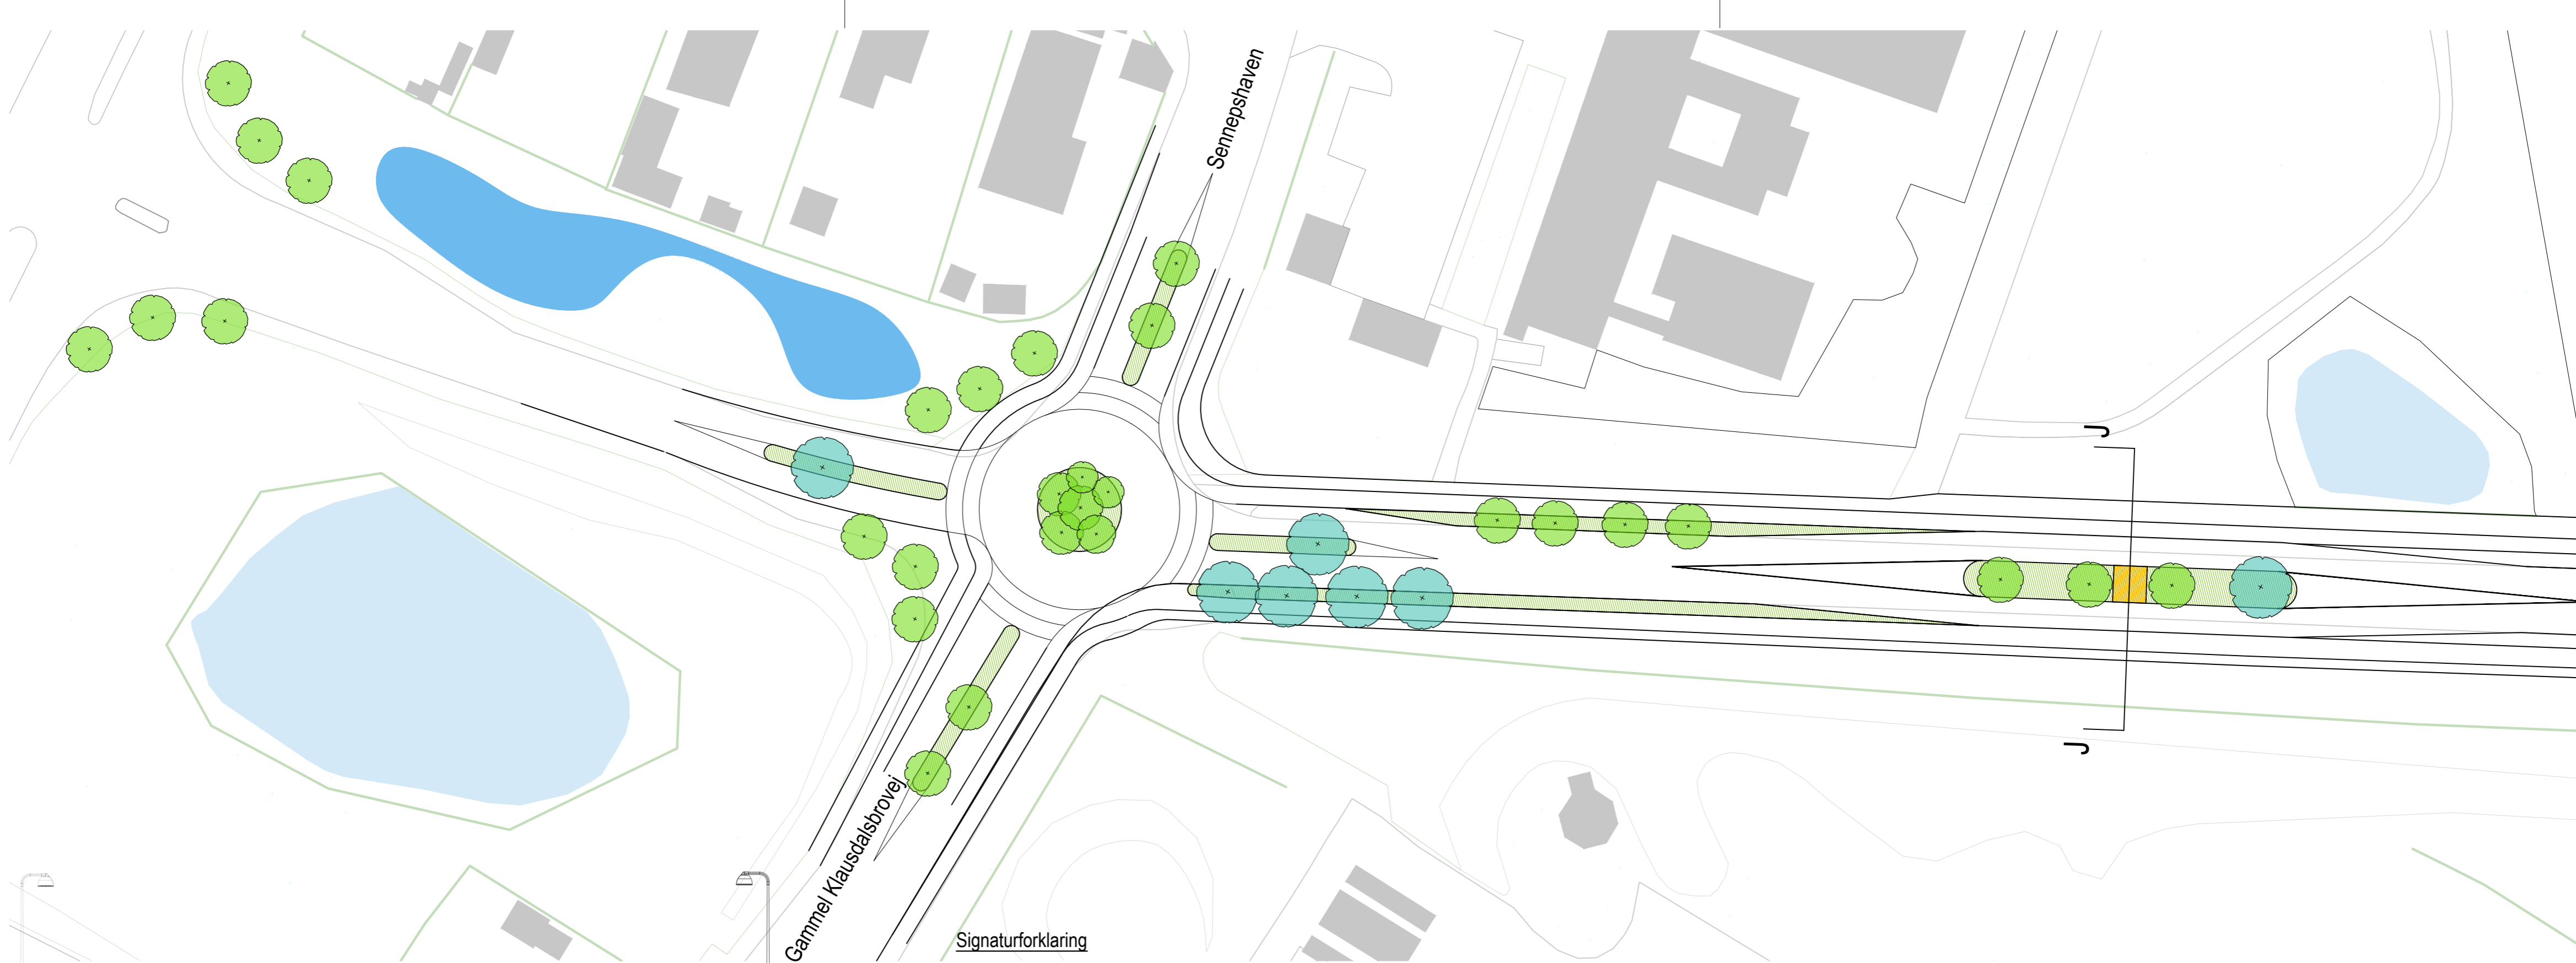 Sennepshaven
J
J
Gammel Klausdalsbrovej
Signaturforklaring